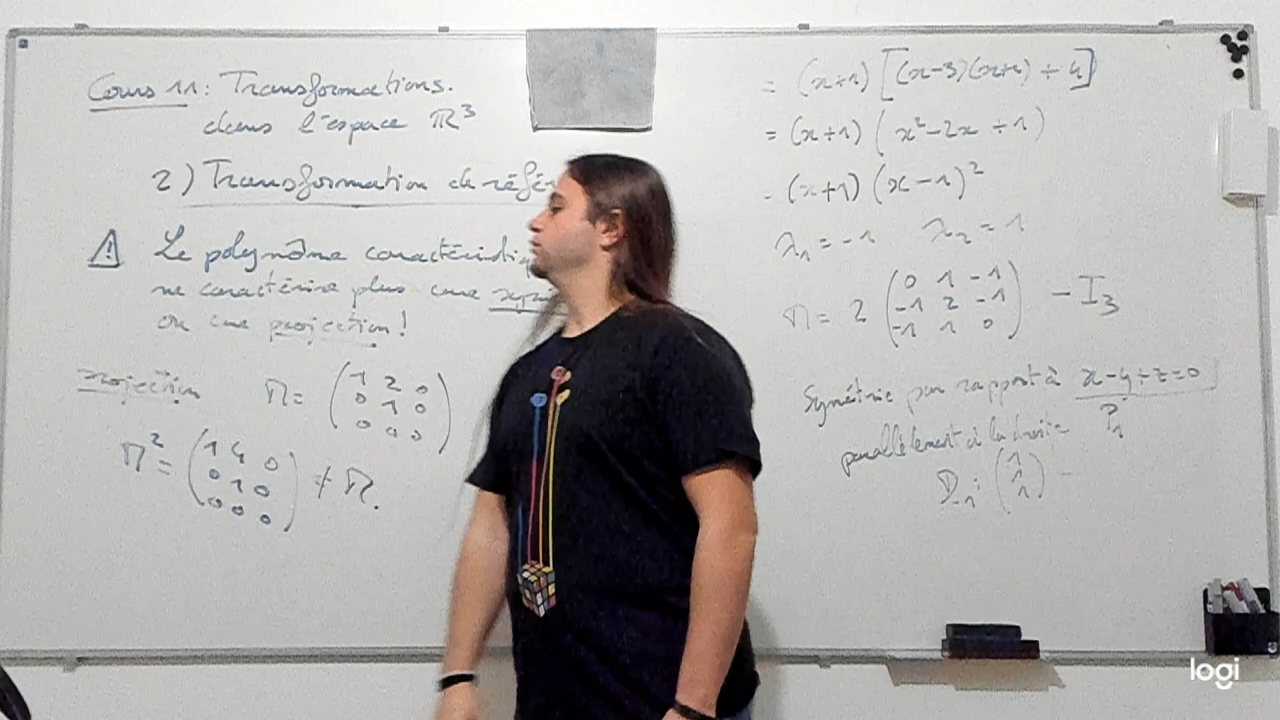 Cours 11: Transformations.
dans l'espace ℝ³
2) Transformation de référ
⚠ Le polynôme caractéristiqu
ne caractérise plus une symé
ou une projection!
projection M = (1 2 0; 0 1 0; 0 0 0)
M² = (1 4 0; 0 1 0; 0 0 0) ≠ M.
= (x+1) [(x-3)(x+1) + 4]
= (x+1) (x²-2x+1)
= (x+1) (x-1)²
λ₁ = -1 λ₂ = 1
M = 2 (0 1 -1; -1 2 -1; -1 1 0) - I₃
Symétrie par rapport à x-y+z=0
P₁
parallèlement à la droite
D₋₁: (1; 1; 1)
logi